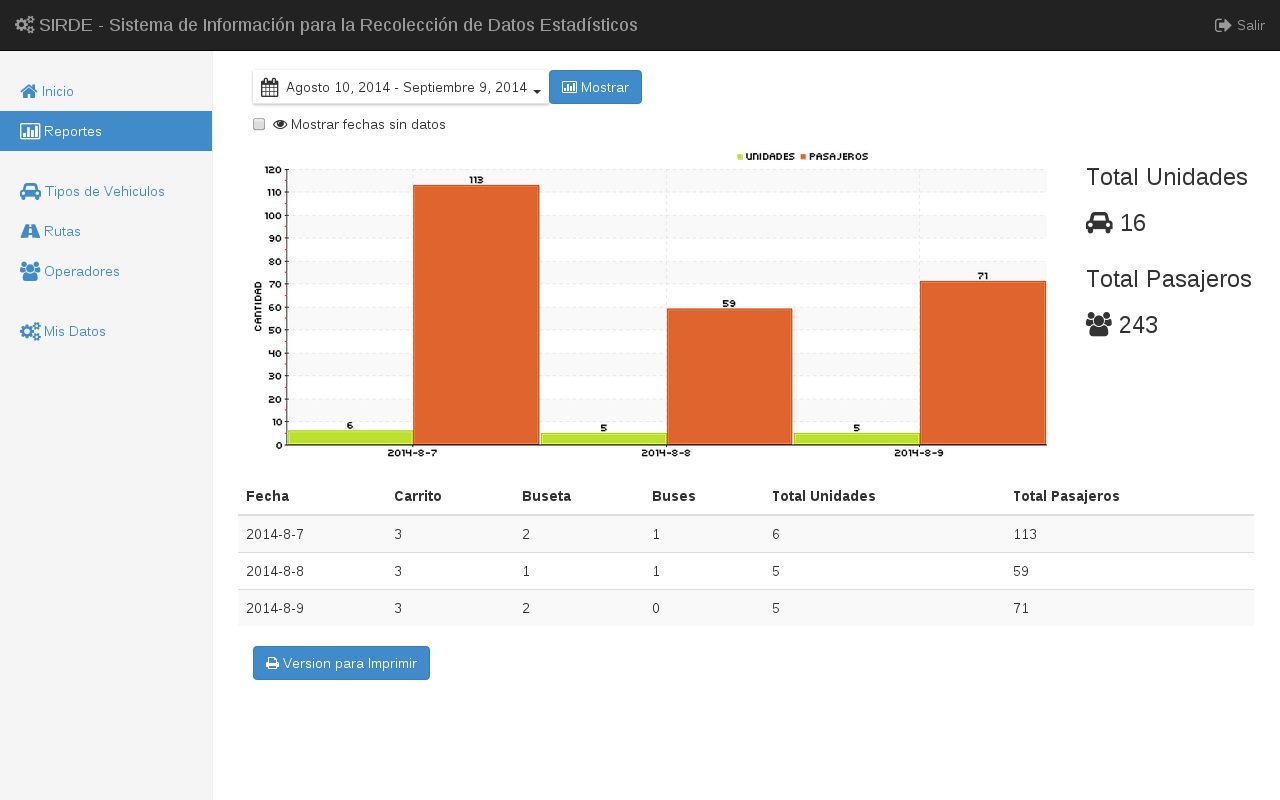 SIRDE - Sistema de Información para la Recolección de Datos Estadísticos
Salir
Inicio
Reportes
Tipos de Vehiculos
Rutas
Operadores
Mis Datos
Agosto 10, 2014 - Septiembre 9, 2014
Mostrar
Mostrar fechas sin datos
UNIDADES PASAJEROS
CANTIDAD
120
110
100
90
80
70
60
50
40
30
20
10
0
6
113
5
59
5
71
2014-8-7 2014-8-8 2014-8-9
Total Unidades
16
Total Pasajeros
243
Fecha Carrito Buseta Buses Total Unidades Total Pasajeros
2014-8-7 3 2 1 6 113
2014-8-8 3 1 1 5 59
2014-8-9 3 2 0 5 71
Version para Imprimir